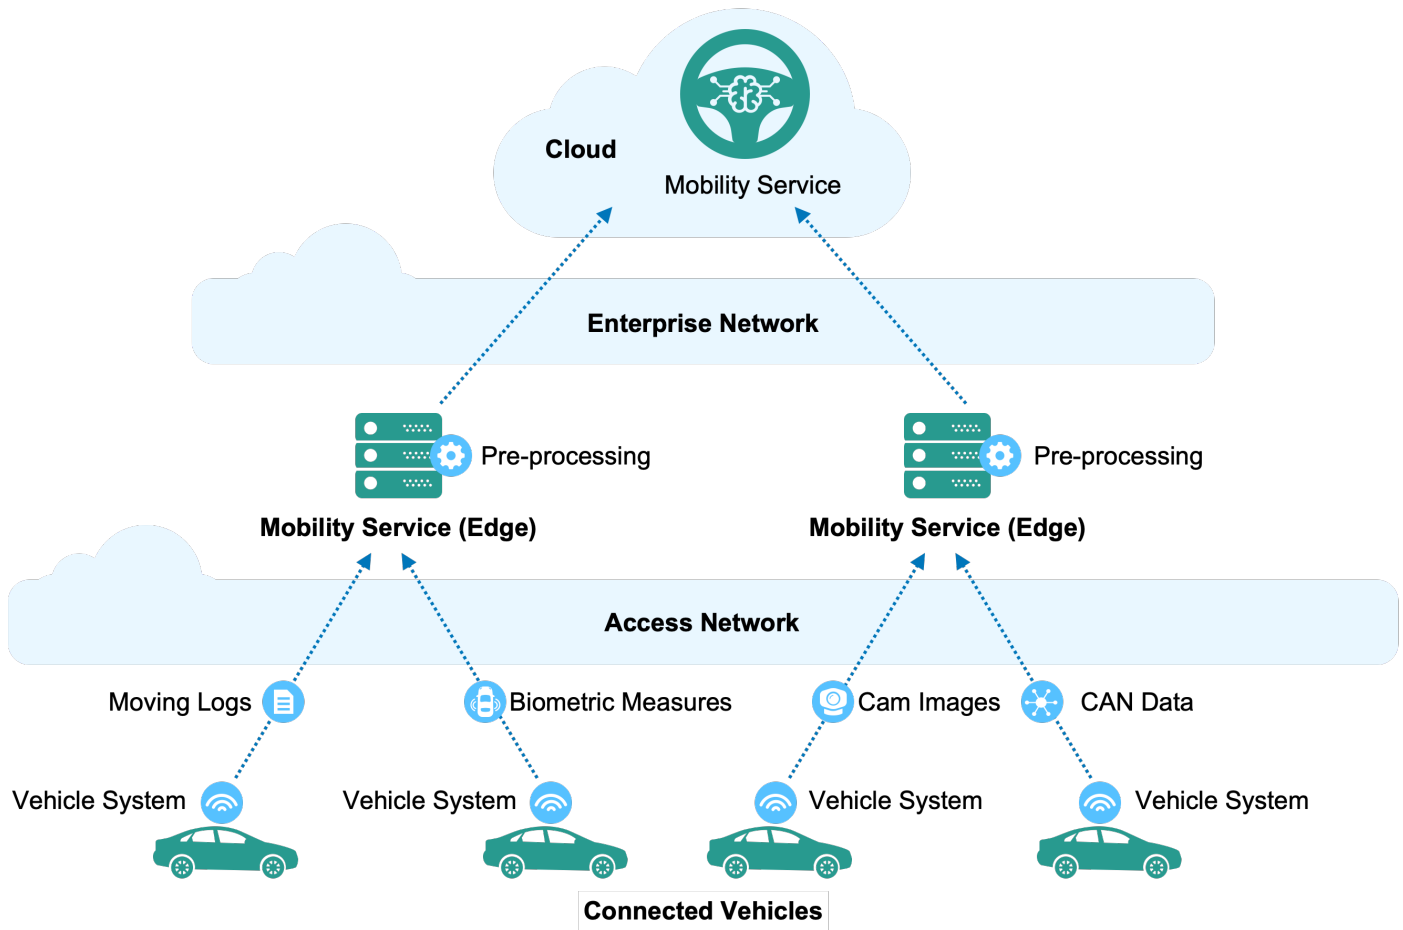 Cloud
Mobility Service
Enterprise Network
Pre-processing
Pre-processing
Mobility Service (Edge)
Mobility Service (Edge)
Access Network
Moving Logs
Biometric Measures
Cam Images
CAN Data
Vehicle System
Vehicle System
Vehicle System
Vehicle System
Connected Vehicles